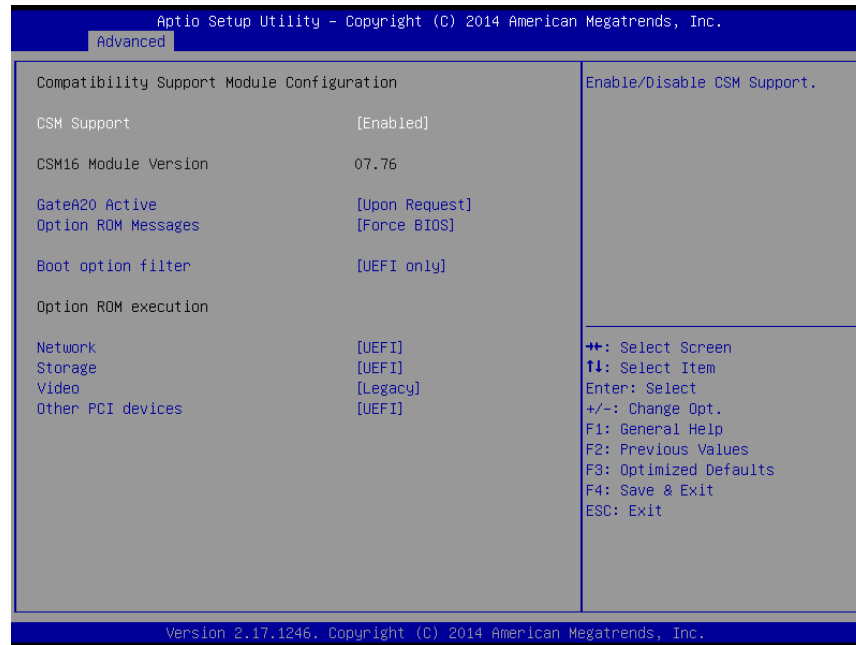 Aptio Setup Utility – Copyright (C) 2014 American Megatrends, Inc.
Advanced
Compatibility Support Module Configuration
CSM Support [Enabled]
CSM16 Module Version 07.76
GateA20 Active [Upon Request]
Option ROM Messages [Force BIOS]
Boot option filter [UEFI only]
Option ROM execution
Network [UEFI]
Storage [UEFI]
Video [Legacy]
Other PCI devices [UEFI]
Enable/Disable CSM Support.
→←: Select Screen
↑↓: Select Item
Enter: Select
+/-: Change Opt.
F1: General Help
F2: Previous Values
F3: Optimized Defaults
F4: Save & Exit
ESC: Exit
Version 2.17.1246. Copyright (C) 2014 American Megatrends, Inc.